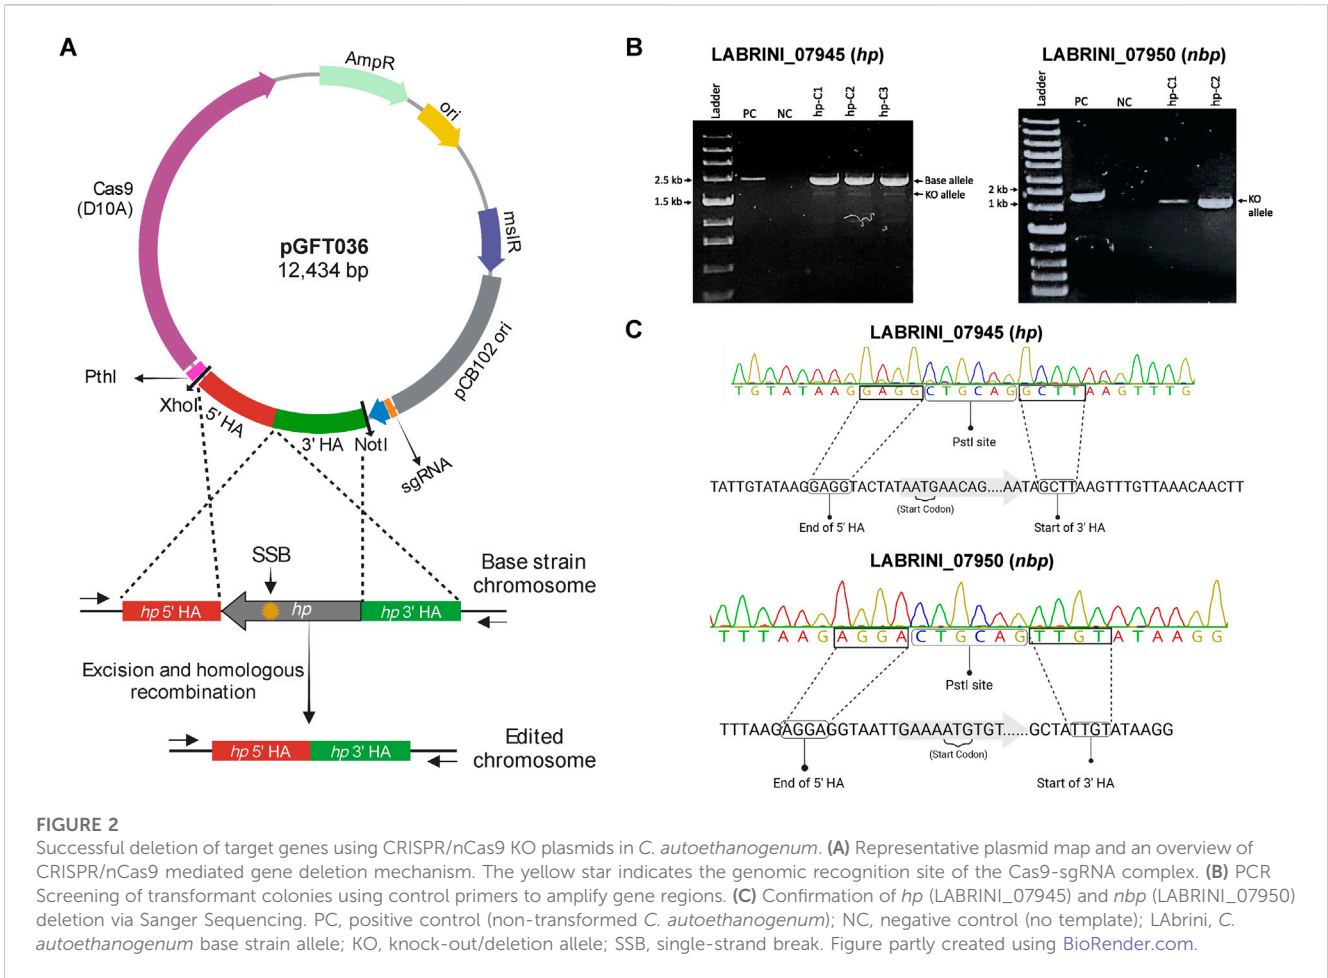 A
AmpR
ori
mslR
pCB102 ori
Cas9
(D10A)
pGFT036
12,434 bp
PthI
XhoI
5' HA
3' HA
NotI
sgRNA
SSB
Base strain
chromosome
hp 5' HA
hp
hp 3' HA
Excision and homologous
recombination
hp 5' HA
hp 3' HA
Edited
chromosome
B
LABRINI_07945 (hp)
Ladder
PC
NC
hp-C1
hp-C2
hp-C3
2.5 kb
1.5 kb
Base allele
KO allele
LABRINI_07950 (nbp)
Ladder
PC
NC
hp-C1
hp-C2
2 kb
1 kb
KO
allele
C
LABRINI_07945 (hp)
T G T A T A A G G A G G C T G C A G G C T T A A G T T T G
PstI site
TATTGTATAAGGAGGTACTATAATGAACAG....AATAGCTTAAGTTTGTTAAACAACTT
(Start Codon)
End of 5' HA
Start of 3' HA
LABRINI_07950 (nbp)
T T T A A G A G G A C T G C A G T T G T A T A A G G
PstI site
TTTAAGAGGAGGTAATTGAAAATGTGT......GCTATTGTATAAGG
(Start Codon)
End of 5' HA
Start of 3' HA
FIGURE 2
Successful deletion of target genes using CRISPR/nCas9 KO plasmids in C. autoethanogenum. (A) Representative plasmid map and an overview of
CRISPR/nCas9 mediated gene deletion mechanism. The yellow star indicates the genomic recognition site of the Cas9-sgRNA complex. (B) PCR
Screening of transformant colonies using control primers to amplify gene regions. (C) Confirmation of hp (LABRINI_07945) and nbp (LABRINI_07950)
deletion via Sanger Sequencing. PC, positive control (non-transformed C. autoethanogenum); NC, negative control (no template); LAbrini, C.
autoethanogenum base strain allele; KO, knock-out/deletion allele; SSB, single-strand break. Figure partly created using BioRender.com.